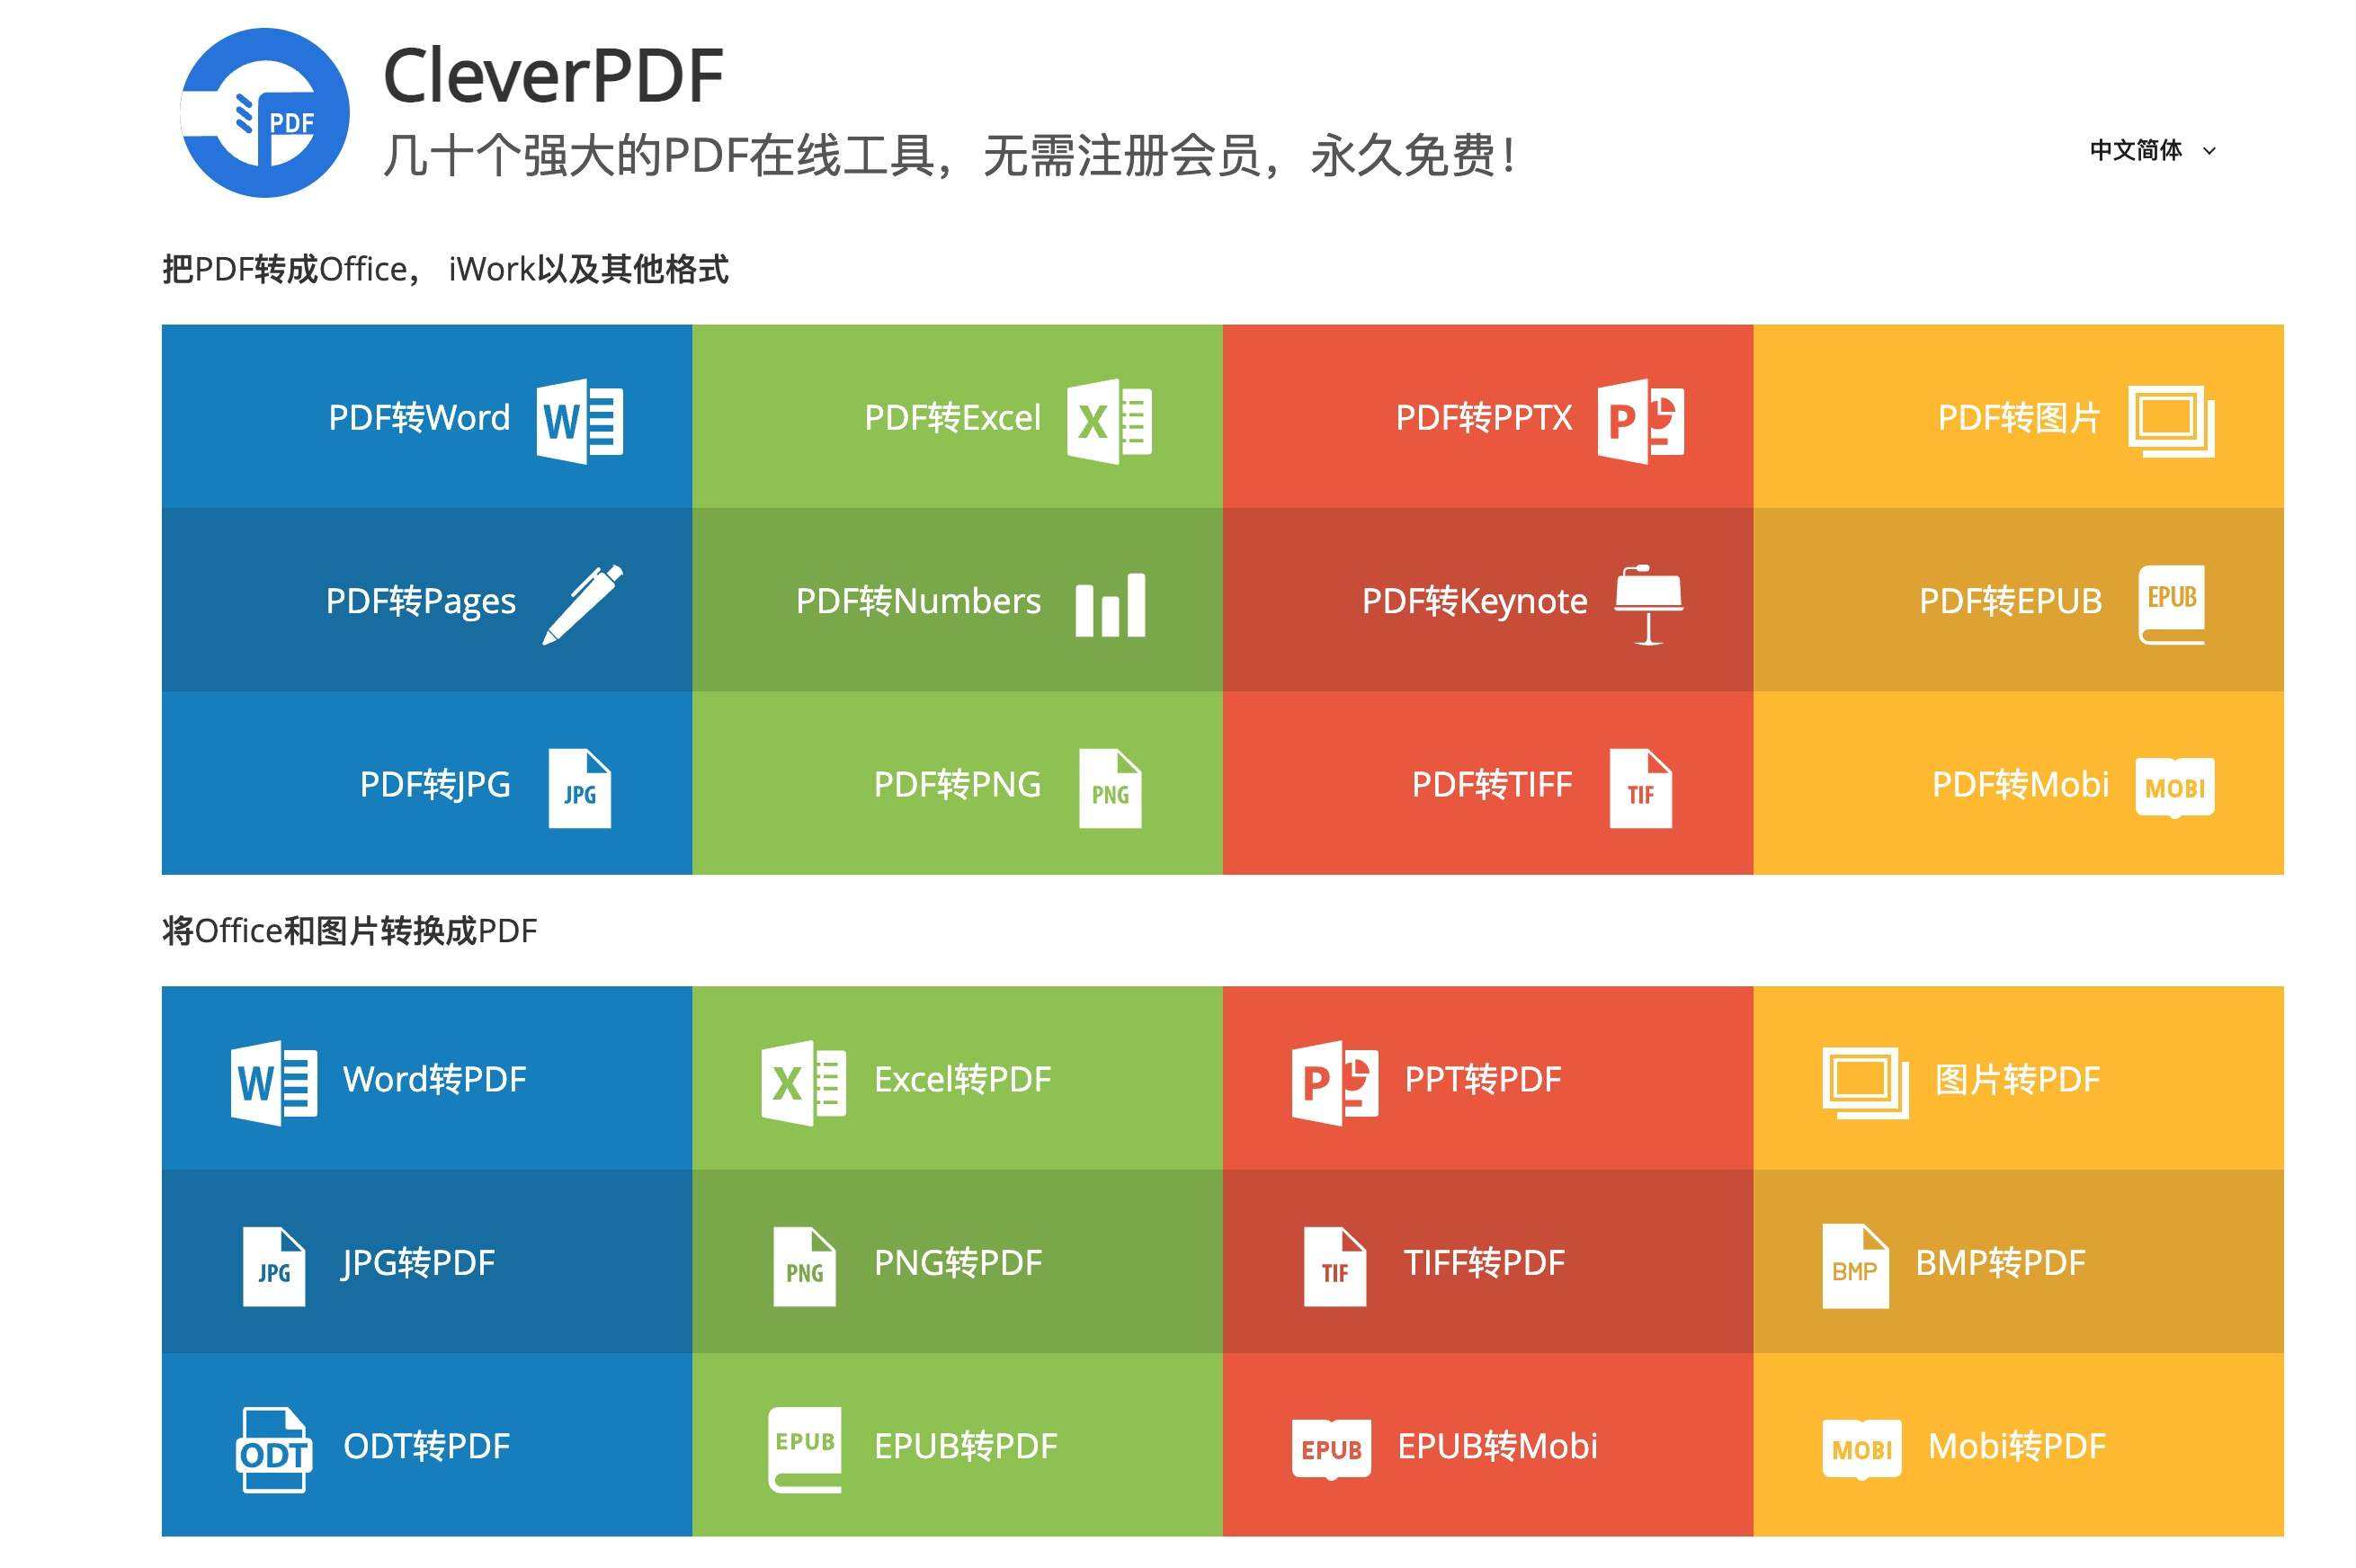 PDF
CleverPDF
几十个强大的PDF在线工具，无需注册会员，永久免费！
中文简体
把PDF转成Office， iWork以及其他格式
PDF转Word W
PDF转Excel X
PDF转PPTX P
PDF转图片
PDF转Pages
PDF转Numbers
PDF转Keynote
PDF转EPUB EPUB
PDF转JPG JPG
PDF转PNG PNG
PDF转TIFF TIF
PDF转Mobi MOBI
将Office和图片转换成PDF
W Word转PDF
X Excel转PDF
P PPT转PDF
图片转PDF
JPG JPG转PDF
PNG PNG转PDF
TIF TIFF转PDF
BMP BMP转PDF
ODT ODT转PDF
EPUB EPUB转PDF
EPUB EPUB转Mobi
MOBI Mobi转PDF